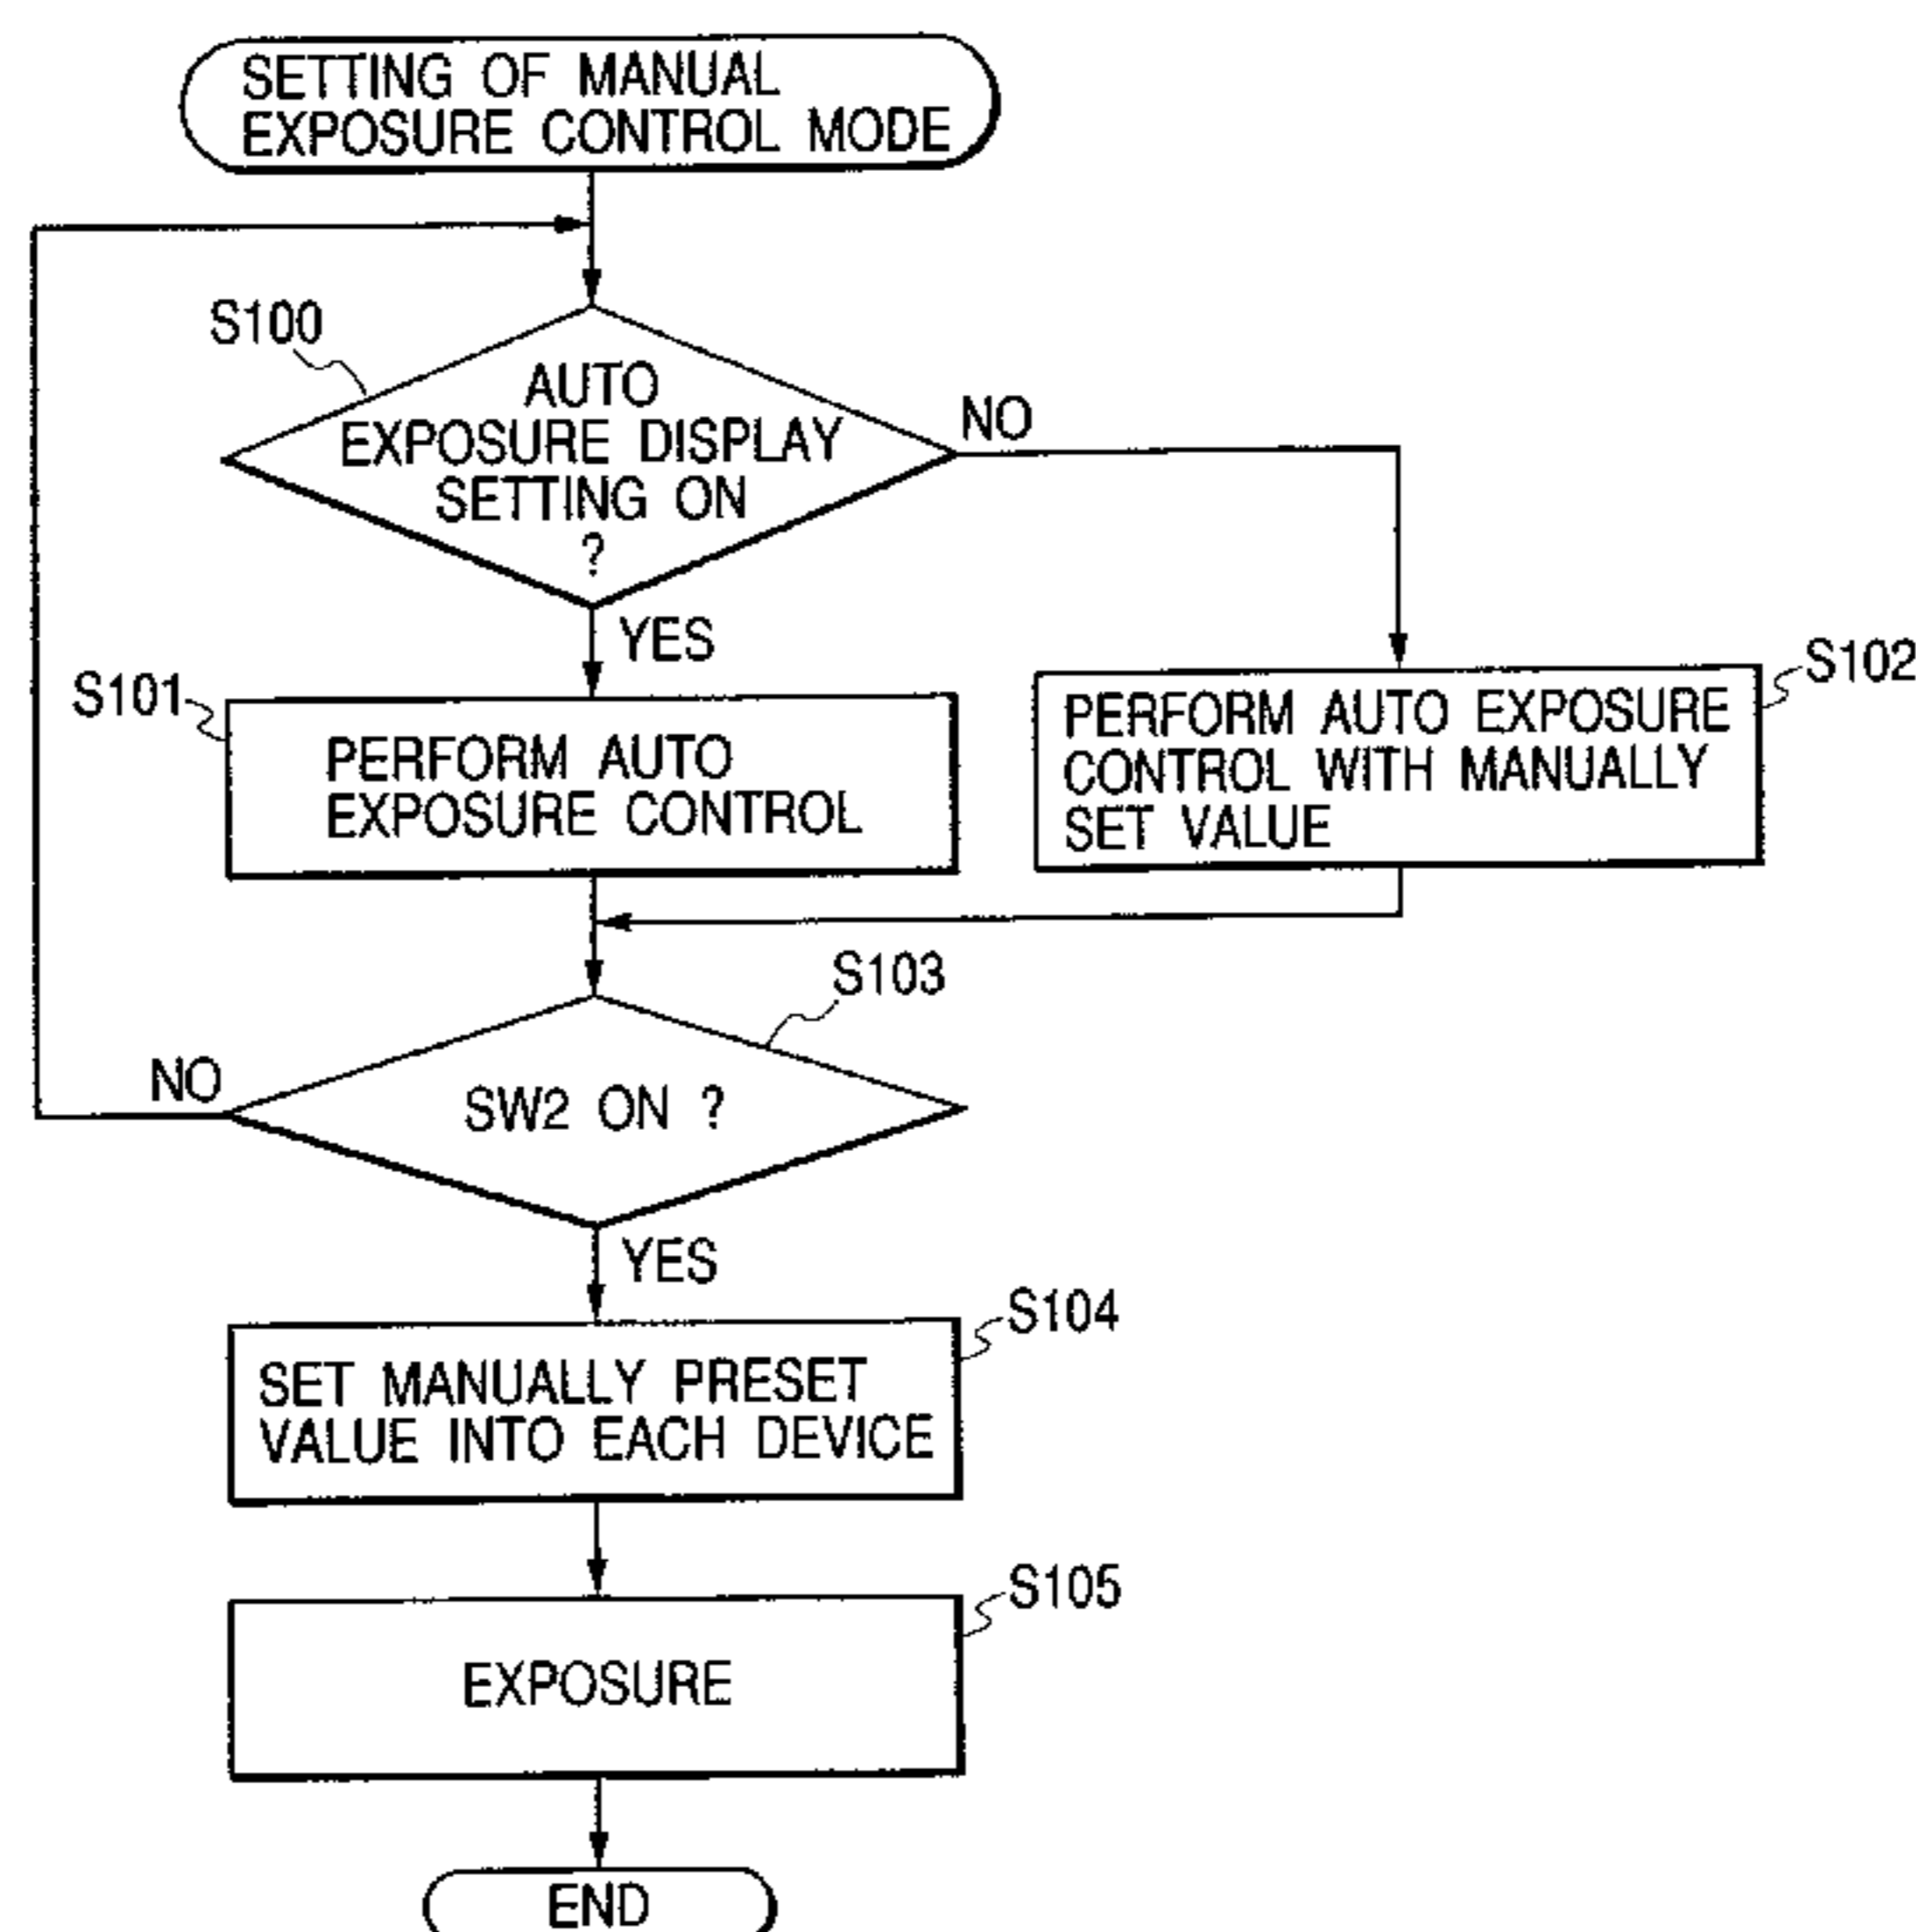 SETTING OF MANUAL
EXPOSURE CONTROL MODE
S100
AUTO
EXPOSURE DISPLAY
SETTING ON
?
NO
YES
S101
PERFORM AUTO
EXPOSURE CONTROL
S102
PERFORM AUTO EXPOSURE
CONTROL WITH MANUALLY
SET VALUE
S103
SW2 ON ?
NO
YES
S104
SET MANUALLY PRESET
VALUE INTO EACH DEVICE
S105
EXPOSURE
END